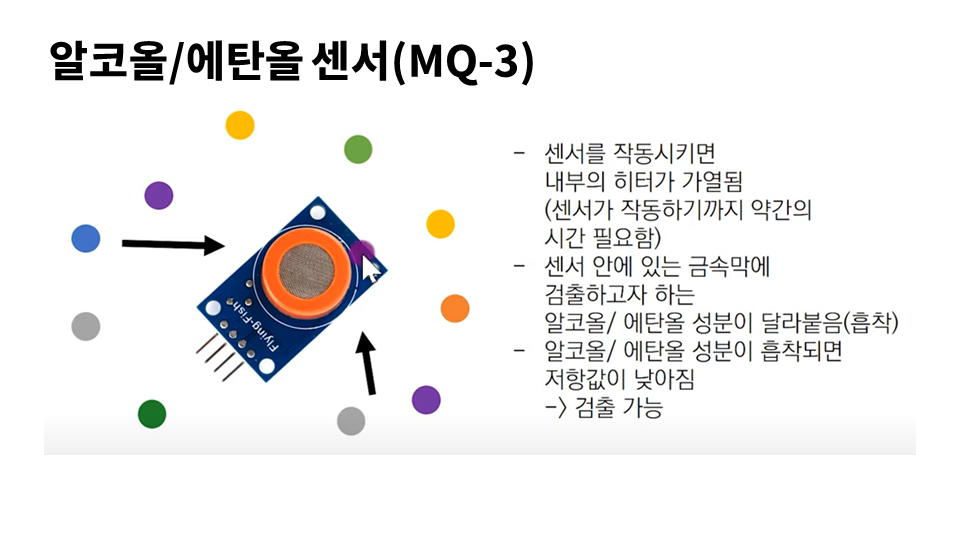 알코올/에탄올 센서(MQ-3)
- 센서를 작동시키면
내부의 히터가 가열됨
(센서가 작동하기까지 약간의
시간 필요함)
- 센서 안에 있는 금속막에
검출하고자 하는
알코올/ 에탄올 성분이 달라붙음(흡착)
- 알코올/ 에탄올 성분이 흡착되면
저항값이 낮아짐
-> 검출 가능
Flying-Fish